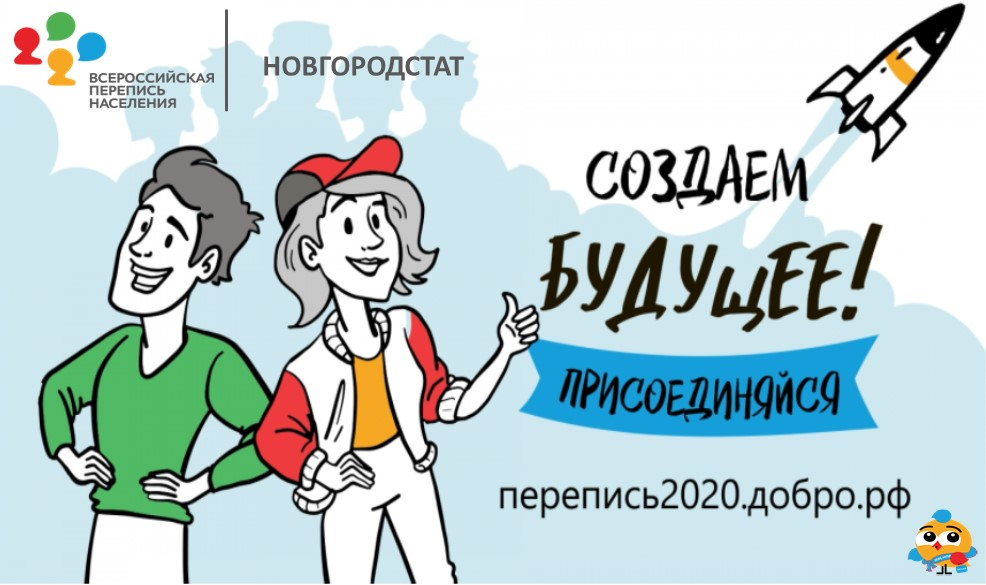 ВСЕРОССИЙСКАЯ
ПЕРЕПИСЬ
НАСЕЛЕНИЯ
НОВГОРОДСТАТ
СОЗДАЕМ
БУДУЩЕЕ!
ПРИСОЕДИНЯЙСЯ
перепись2020.добро.рф